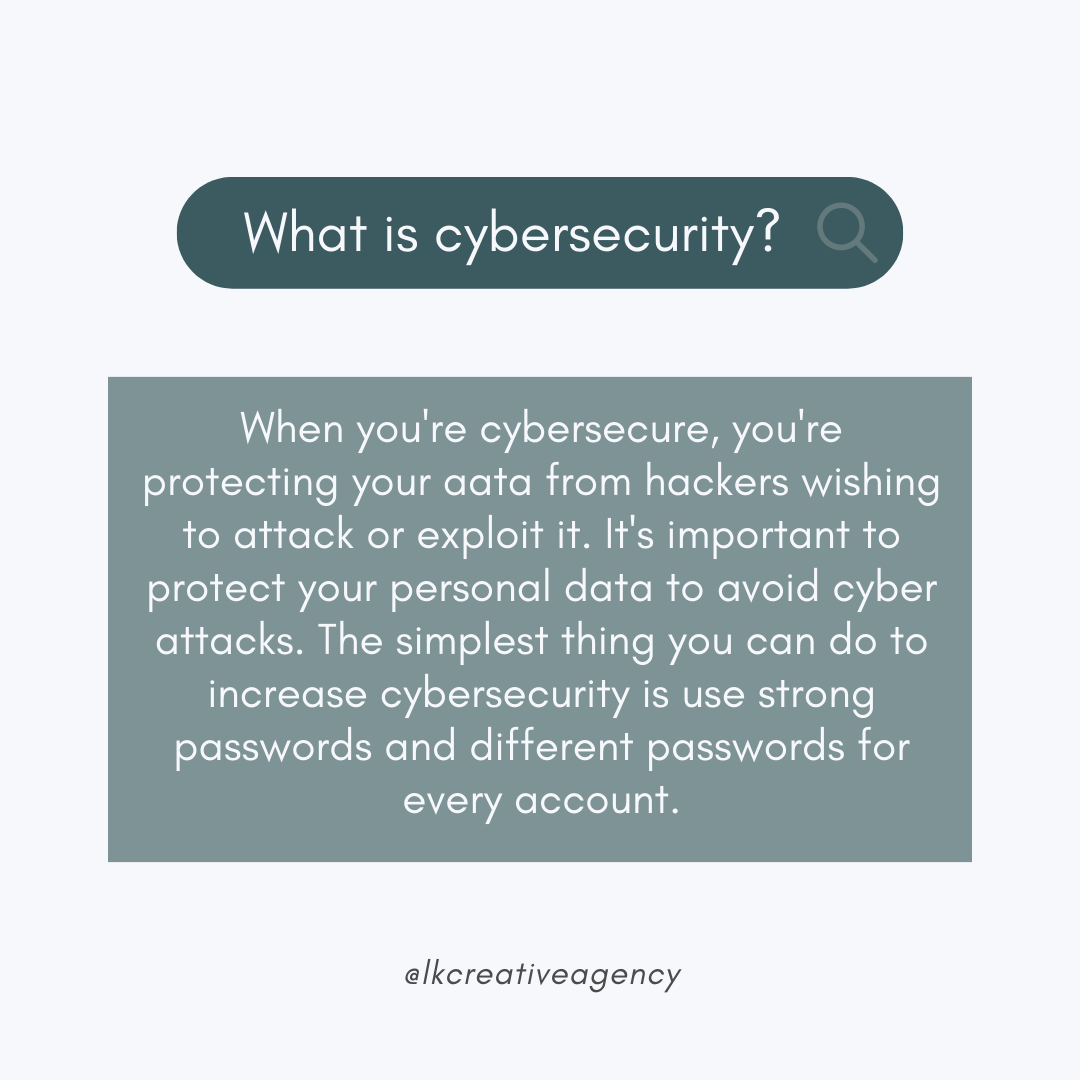 What is cybersecurity?
When you're cybersecure, you're
protecting your aata from hackers wishing
to attack or exploit it. It's important to
protect your personal data to avoid cyber
attacks. The simplest thing you can do to
increase cybersecurity is use strong
passwords and different passwords for
every account.
@lkcreativeagency